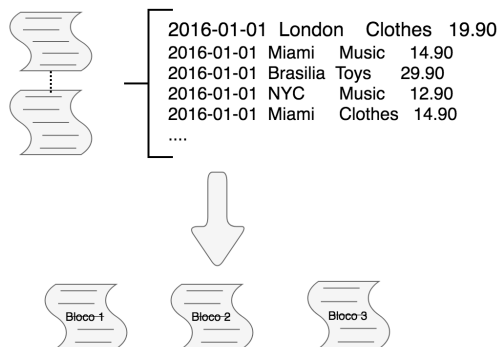 2016-01-01 London Clothes 19.90
2016-01-01 Miami Music 14.90
2016-01-01 Brasilia Toys 29.90
2016-01-01 NYC Music 12.90
2016-01-01 Miami Clothes 14.90
....
Bloco 1 Bloco 2 Bloco 3